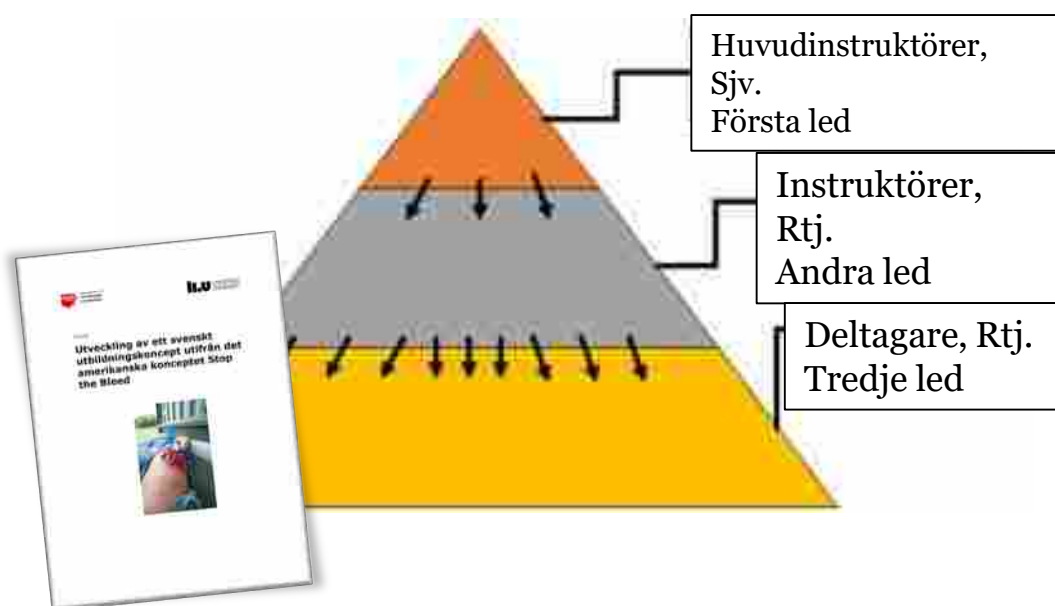 Huvudinstruktörer,
Sjv.
Första led
Instruktörer,
Rtj.
Andra led
Deltagare, Rtj.
Tredje led
LiU
Utveckling av ett svenskt
utbildningskoncept utifrån det
amerikanska konceptet Stop
the Bleed